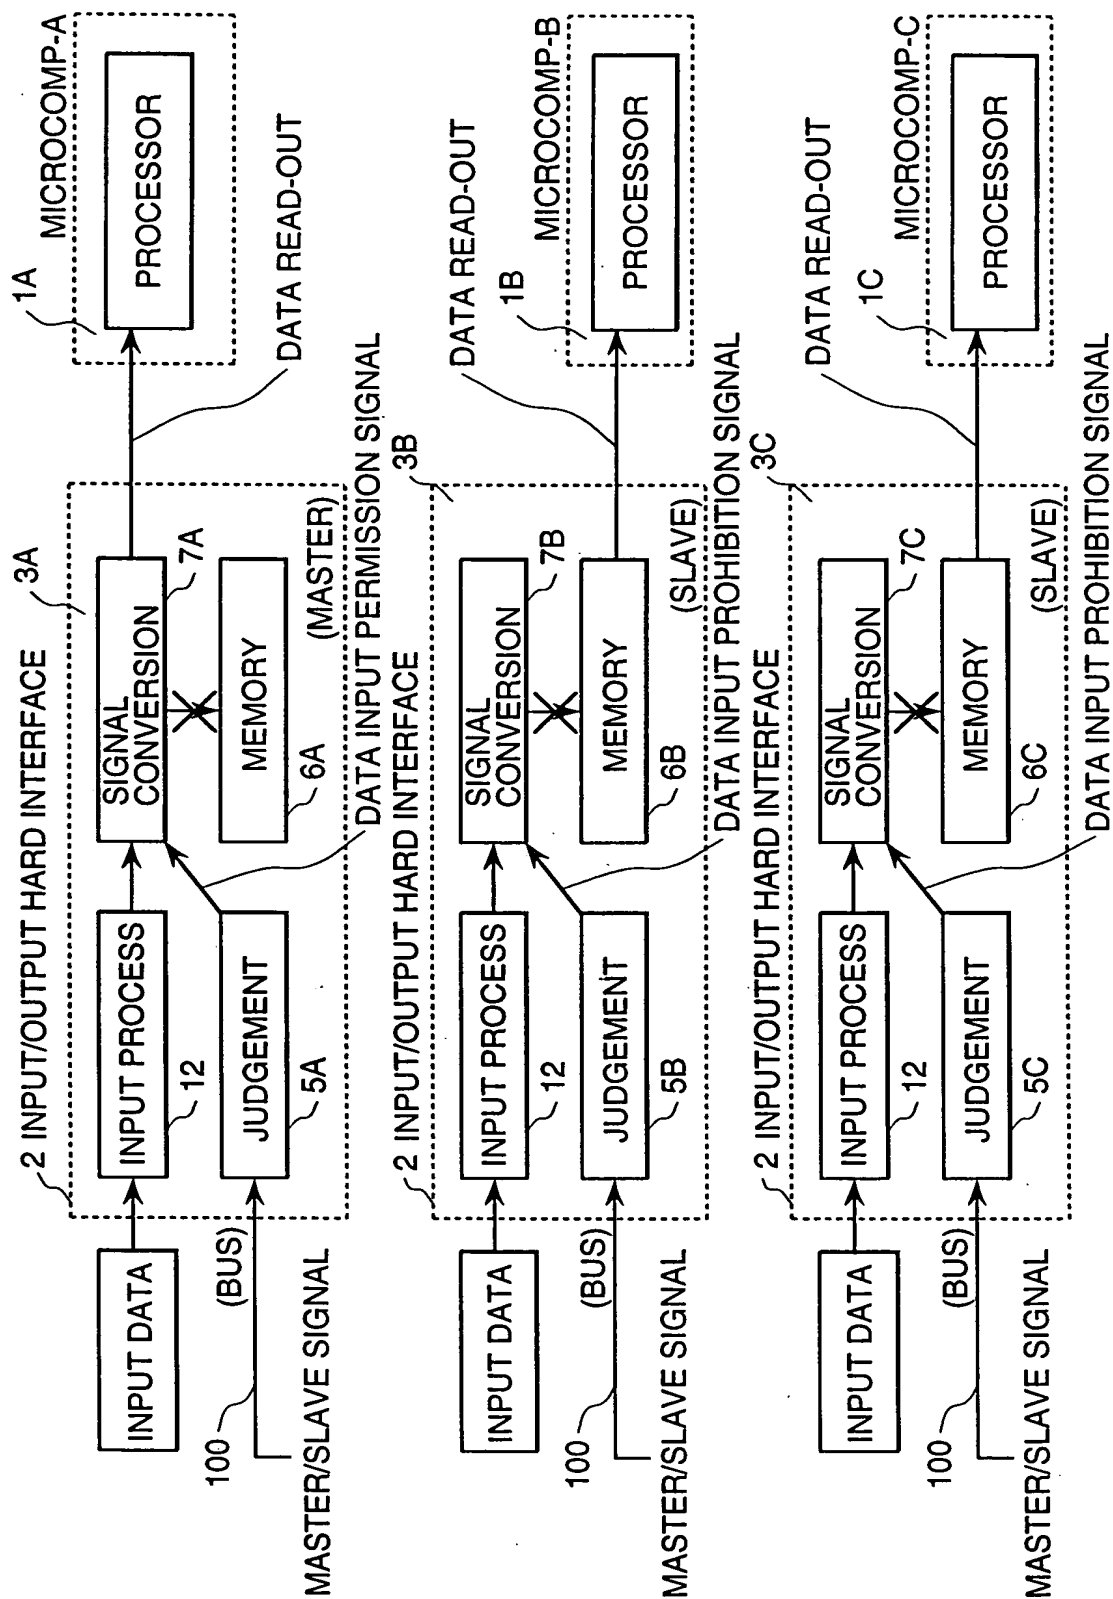 2 INPUT/OUTPUT HARD INTERFACE
3A
1A
MICROCOMP-A
INPUT DATA
INPUT PROCESS
12
SIGNAL
CONVERSION
7A
PROCESSOR
DATA READ-OUT
(BUS)
100
JUDGEMENT
5A
MEMORY
6A
(MASTER)
MASTER/SLAVE SIGNAL
DATA INPUT PERMISSION SIGNAL
2 INPUT/OUTPUT HARD INTERFACE
3B
DATA READ-OUT
1B
MICROCOMP-B
INPUT DATA
INPUT PROCESS
12
SIGNAL
CONVERSION
7B
PROCESSOR
(BUS)
100
JUDGEMENT
5B
MEMORY
6B
(SLAVE)
MASTER/SLAVE SIGNAL
DATA INPUT PROHIBITION SIGNAL
2 INPUT/OUTPUT HARD INTERFACE
3C
DATA READ-OUT
1C
MICROCOMP-C
INPUT DATA
INPUT PROCESS
12
SIGNAL
CONVERSION
7C
PROCESSOR
(BUS)
100
JUDGEMENT
5C
MEMORY
6C
(SLAVE)
MASTER/SLAVE SIGNAL
DATA INPUT PROHIBITION SIGNAL